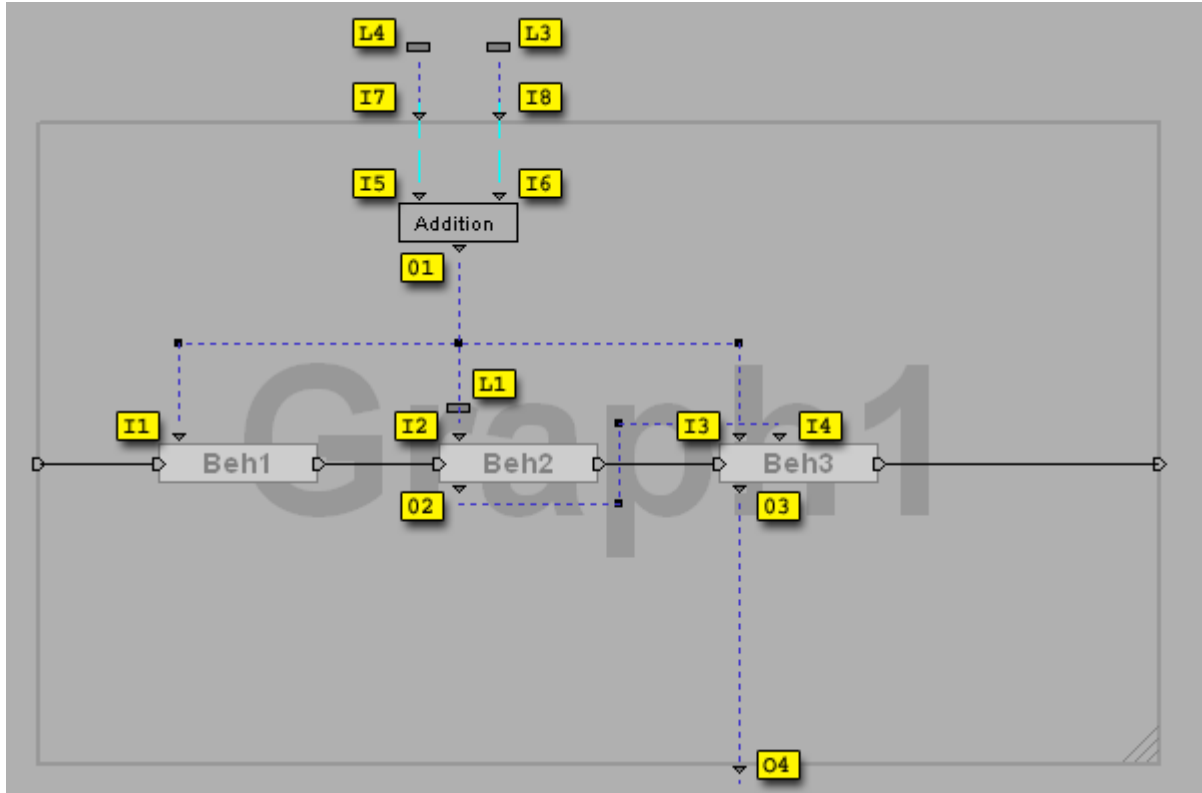 L4 L3
I7 I8
I5 I6
Addition
O1
Graph1
L1
I1 I2 I3 I4
Beh1 Beh2 Beh3
O2 O3
O4